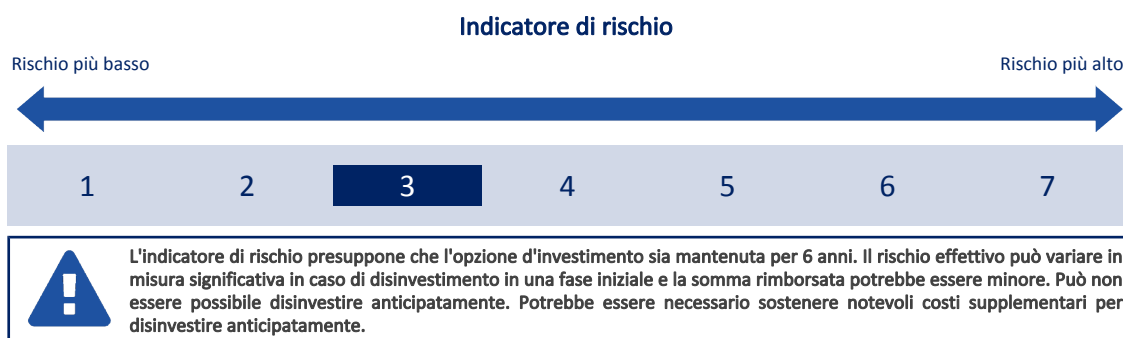 Indicatore di rischio
Rischio più basso
Rischio più alto
1 2 3 4 5 6 7
L'indicatore di rischio presuppone che l'opzione d'investimento sia mantenuta per 6 anni. Il rischio effettivo può variare in
misura significativa in caso di disinvestimento in una fase iniziale e la somma rimborsata potrebbe essere minore. Può non
essere possibile disinvestire anticipatamente. Potrebbe essere necessario sostenere notevoli costi supplementari per
disinvestire anticipatamente.